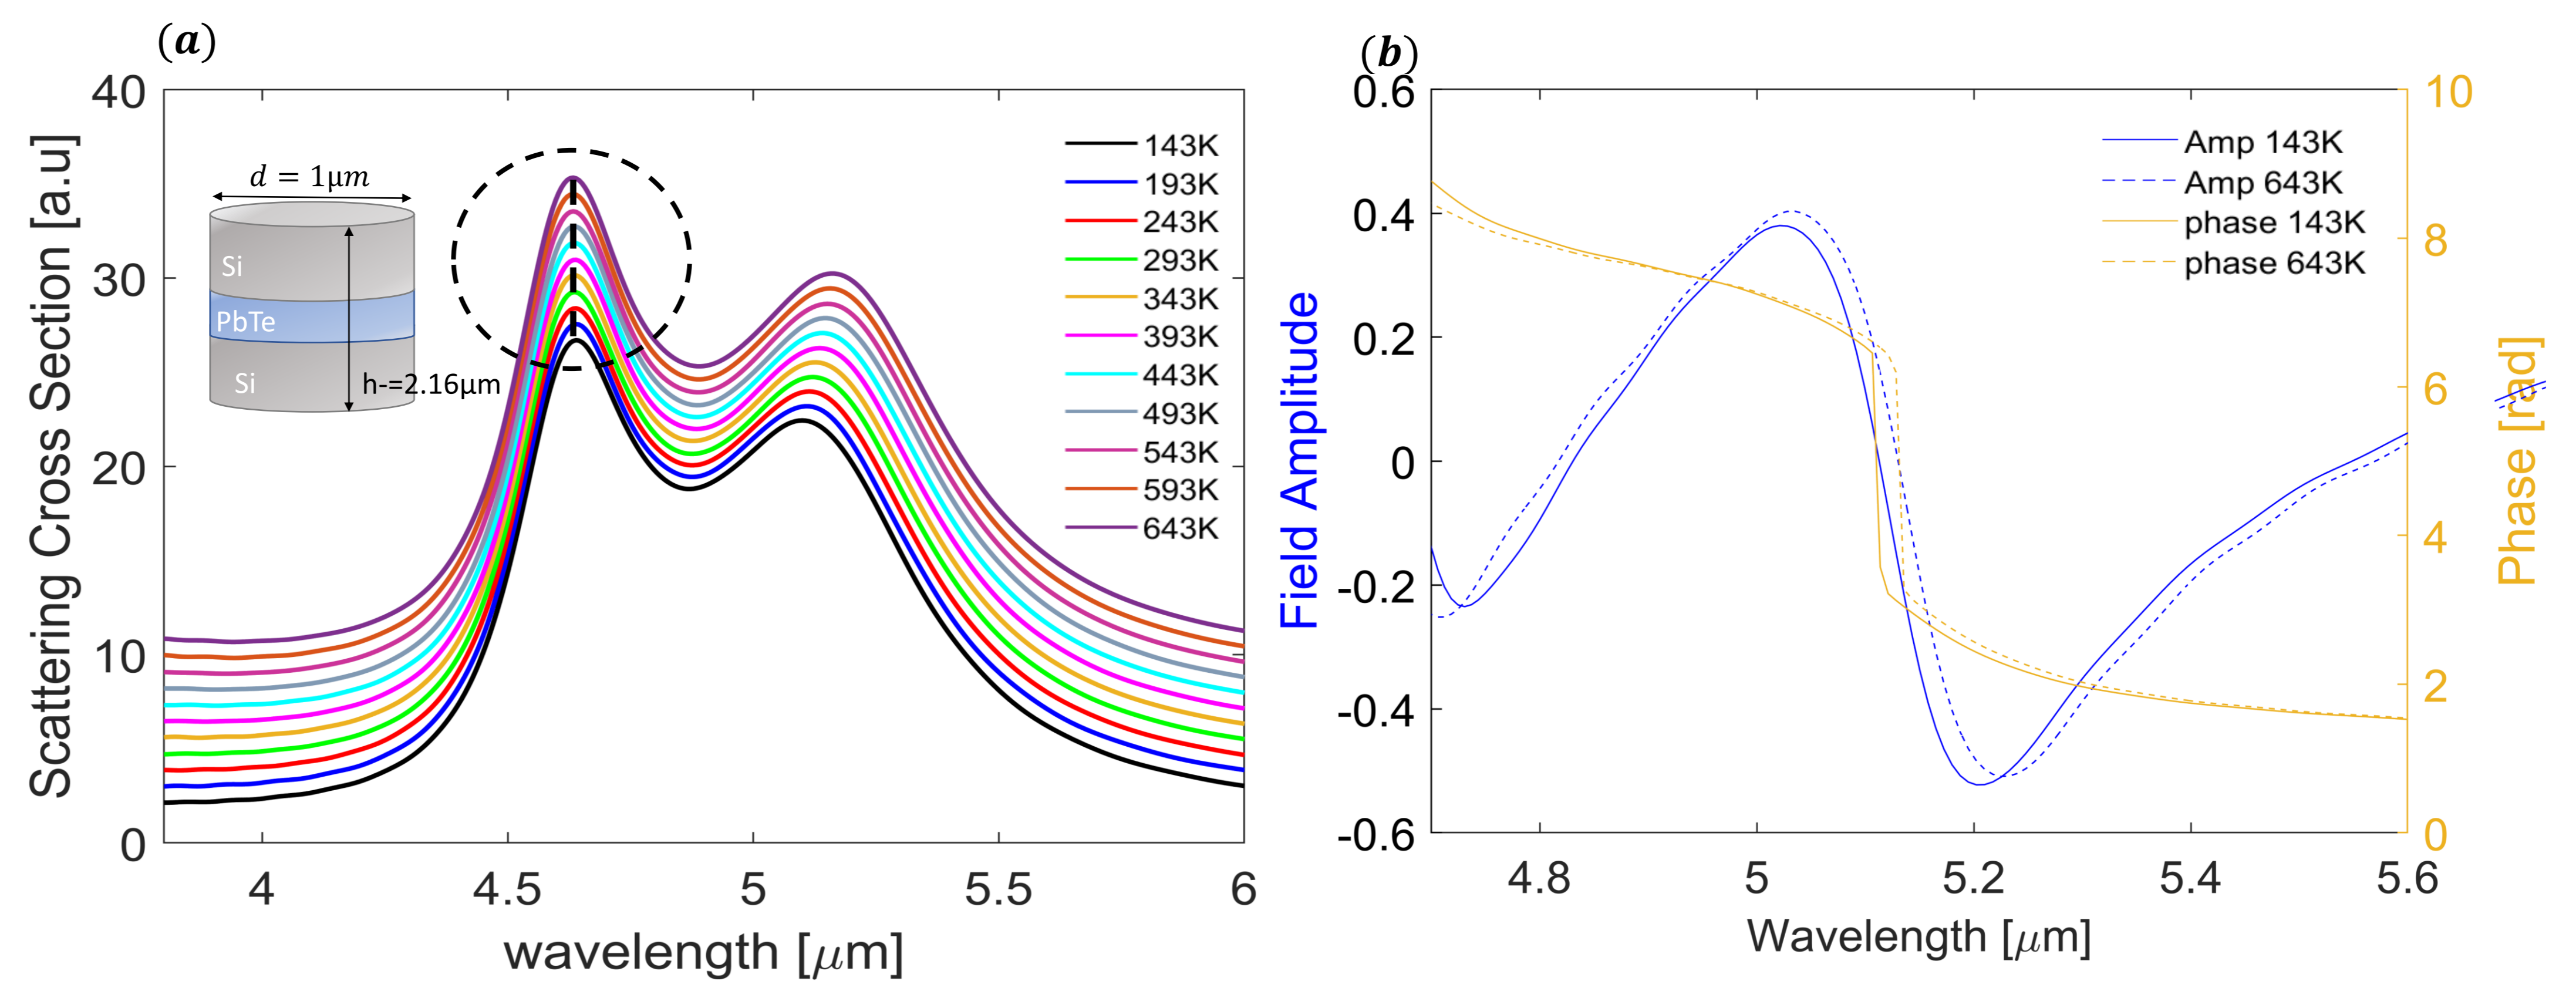 (a)
Scattering Cross Section [a.u]
40
30
20
10
0
4
4.5
5
5.5
6
wavelength [μm]
d = 1μm
Si
PbTe
Si
h-=2.16μm
143K
193K
243K
293K
343K
393K
443K
493K
543K
593K
643K
(b)
Field Amplitude
0.6
0.4
0.2
0
-0.2
-0.4
-0.6
4.8
5
5.2
5.4
5.6
Wavelength [μm]
Amp 143K
Amp 643K
phase 143K
phase 643K
10
8
6
4
2
0
Phase [rad]